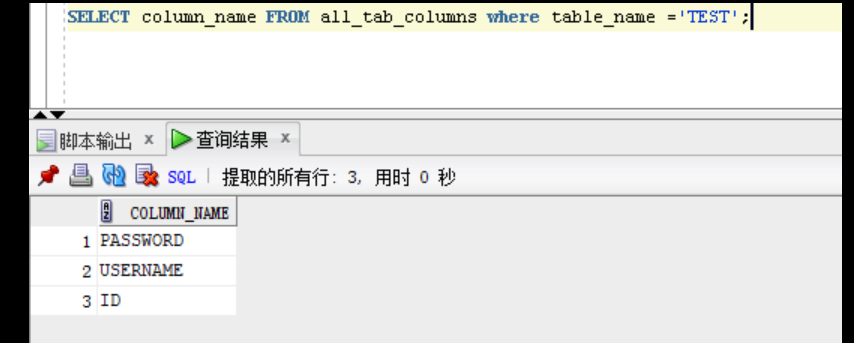 SELECT column_name FROM all_tab_columns where table_name ='TEST';
脚本输出 × 查询结果 ×
SQL | 提取的所有行: 3, 用时 0 秒
COLUMN_NAME
1 PASSWORD
2 USERNAME
3 ID